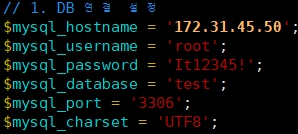 // 1. DB 연결 설정
$mysql_hostname = '172.31.45.50';
$mysql_username = 'root';
$mysql_password = 'It12345!';
$mysql_database = 'test';
$mysql_port = '3306';
$mysql_charset = 'UTF8';